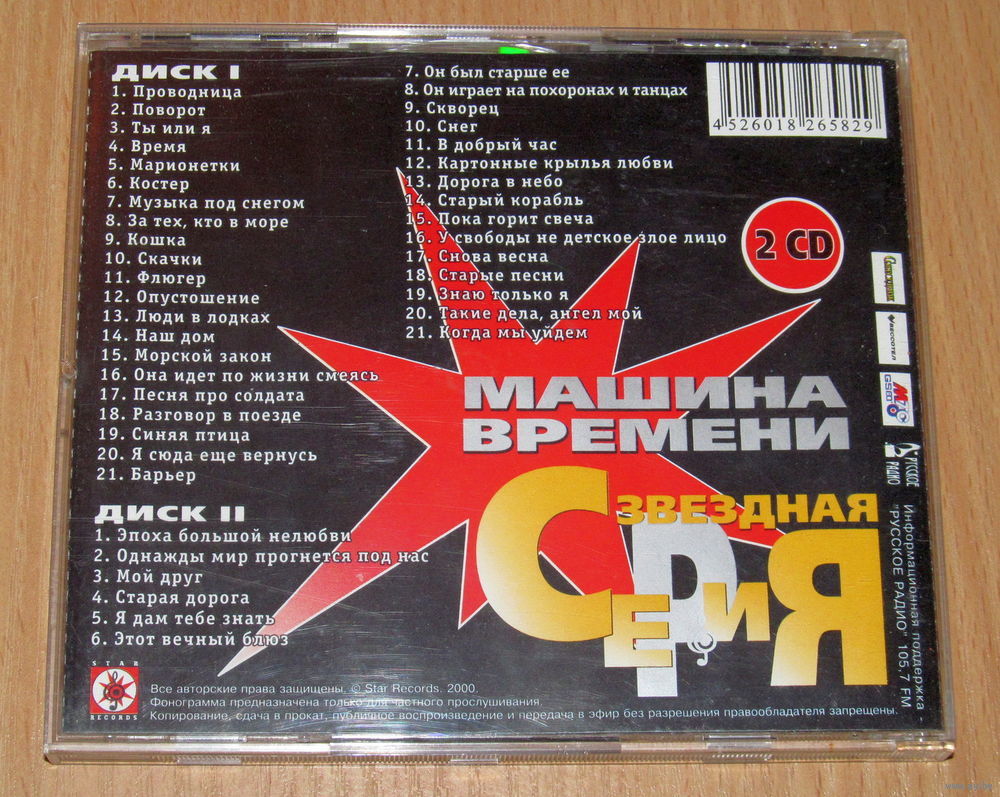 ДИСК I
1. Проводница
2. Поворот
3. Ты или я
4. Время
5. Марионетки
6. Костер
7. Музыка под снегом
8. За тех, кто в море
9. Кошка
10. Скачки
11. Флюгер
12. Опустошение
13. Люди в лодках
14. Наш дом
15. Морской закон
16. Она идет по жизни смеясь
17. Песня про солдата
18. Разговор в поезде
19. Синяя птица
20. Я сюда еще вернусь
21. Барьер
ДИСК II
1. Эпоха большой нелюбви
2. Однажды мир прогнется под нас
3. Мой друг
4. Старая дорога
5. Я дам тебе знать
6. Этот вечный блюз
7. Он был старше ее
8. Он играет на похоронах и танцах
9. Скворец
10. Снег
11. В добрый час
12. Картонные крылья любви
13. Дорога в небо
14. Старый корабль
15. Пока горит свеча
16. У свободы не детское злое лицо
17. Снова весна
18. Старые песни
19. Знаю только я
20. Такие дела, ангел мой
21. Когда мы уйдем
4 526018 265829
2 CD
МАШИНА
ВРЕМЕНИ
ЗВЕЗДНАЯ
СЕРИЯ
РУССКОЕ
РАДИО
Информационная поддержка -
"РУССКОЕ РАДИО" 105,7 FM
STAR
RECORDS
Все авторские права защищены. © Star Records. 2000.
Фонограмма предназначена только для частного прослушивания.
Копирование, сдача в прокат, публичное воспроизведение и передача в эфир без разрешения правообладателя запрещены.